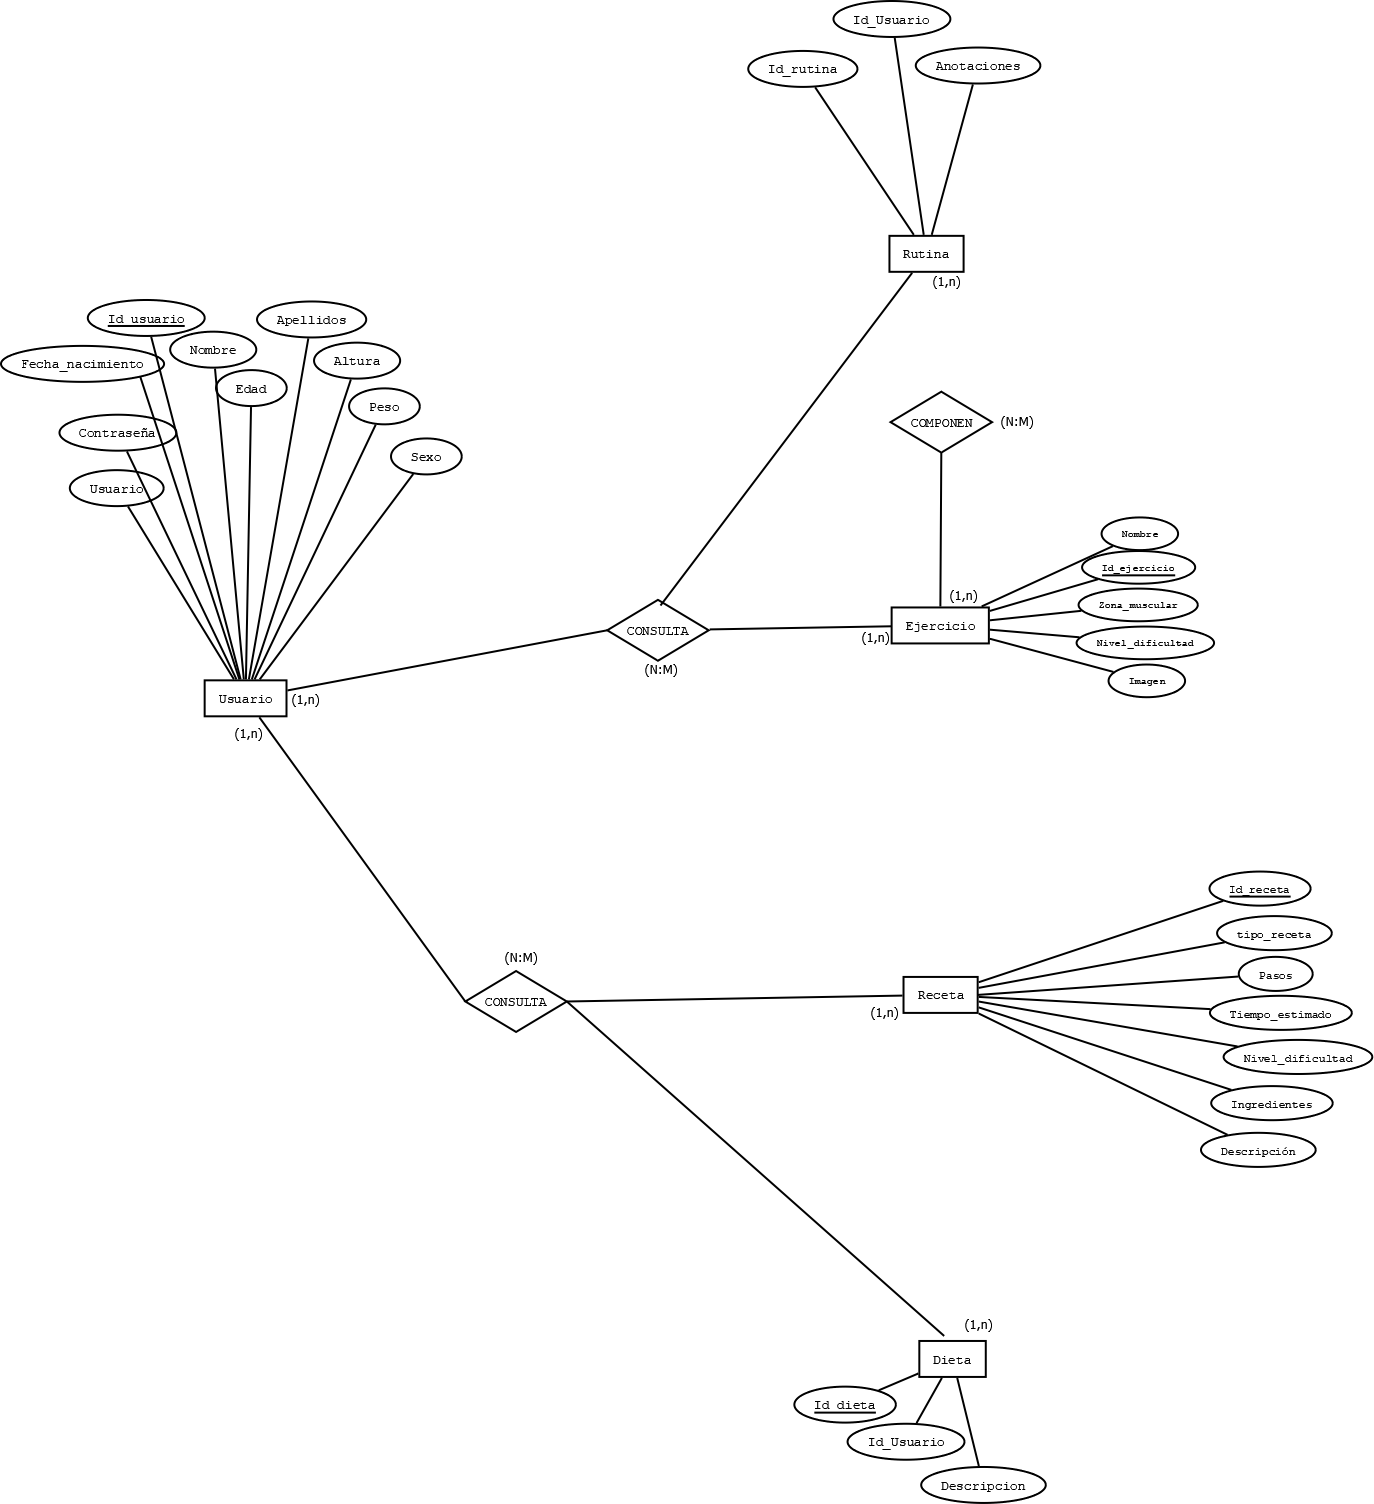 Id_Usuario
Id_rutina
Anotaciones
Rutina
(1,n)
Id_usuario
Apellidos
Nombre
Fecha_nacimiento
Altura
Edad
Peso
Contraseña
Sexo
Usuario
COMPONEN
(N:M)
Nombre
Id_ejercicio
Zona_muscular
Nivel_dificultad
Imagen
(1,n)
Ejercicio
(1,n)
CONSULTA
(N:M)
Usuario
(1,n)
(1,n)
Id_receta
tipo_receta
Pasos
Tiempo_estimado
Nivel_dificultad
Ingredientes
Descripción
(N:M)
CONSULTA
Receta
(1,n)
(1,n)
Dieta
Id_dieta
Id_Usuario
Descripcion